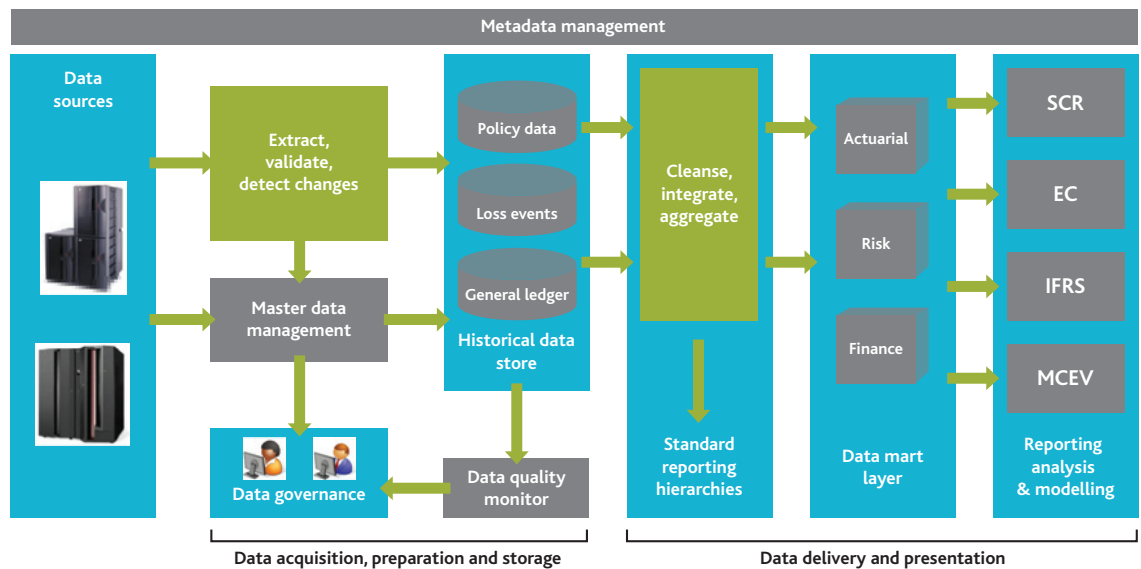 Metadata management
Data
sources
Extract,
validate,
detect changes
Master data
management
Data governance
Policy data
Loss events
General ledger
Historical data
store
Data quality
monitor
Cleanse,
integrate,
aggregate
Standard
reporting
hierarchies
Actuarial
Risk
Finance
Data mart
layer
SCR
EC
IFRS
MCEV
Reporting
analysis
& modelling
Data acquisition, preparation and storage
Data delivery and presentation